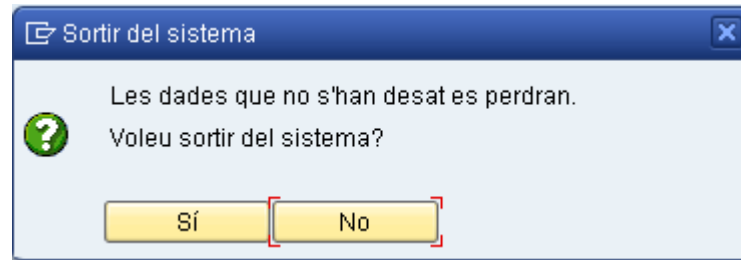 Sortir del sistema
Les dades que no s'han desat es perdran.
Voleu sortir del sistema?
Sí
No